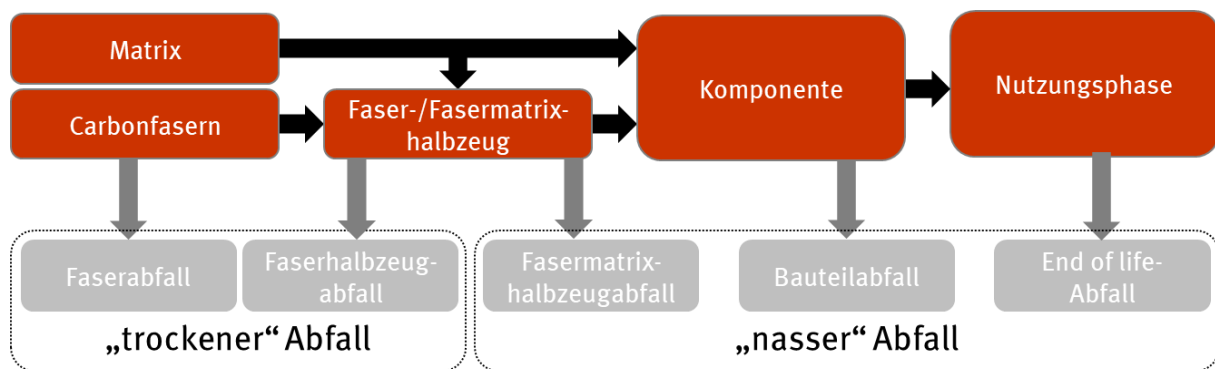 Matrix
Carbonfasern
Faser-/Fasermatrix-
halbzeug
Komponente
Nutzungsphase
Faserabfall
Faserhalbzeug-
abfall
Fasermatrix-
halbzeugabfall
Bauteilabfall
End of life-
Abfall
„trockener“ Abfall
„nasser“ Abfall